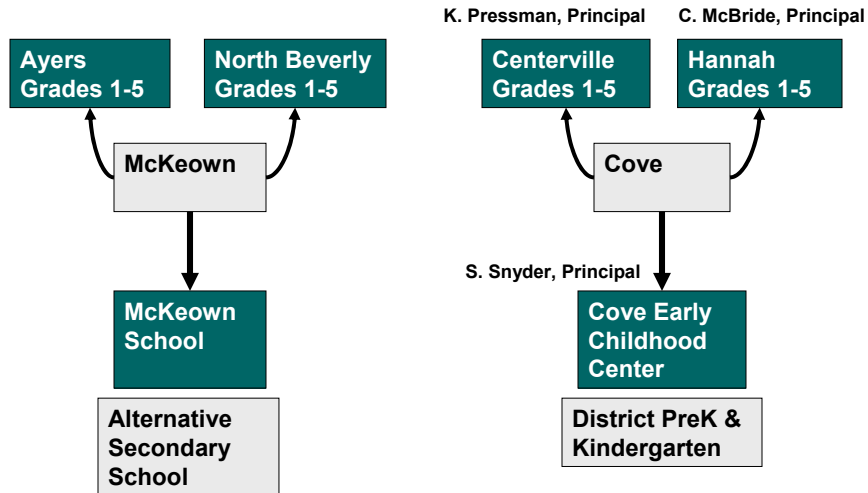 K. Pressman, Principal
C. McBride, Principal
Ayers
Grades 1-5
North Beverly
Grades 1-5
Centerville
Grades 1-5
Hannah
Grades 1-5
McKeown
Cove
S. Snyder, Principal
McKeown
School
Cove Early
Childhood
Center
Alternative
Secondary
School
District PreK &
Kindergarten